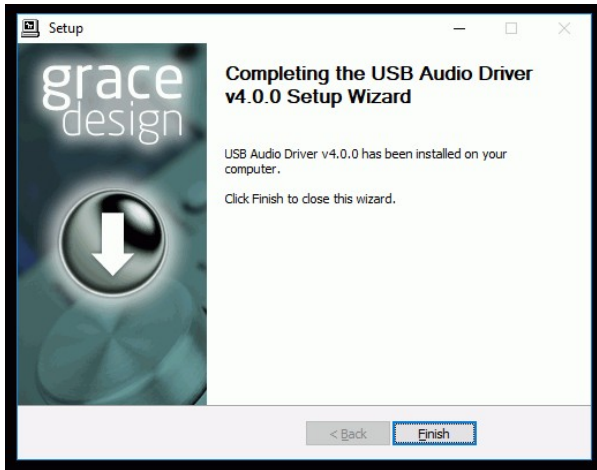 Setup
grace
design
Completing the USB Audio Driver
v4.0.0 Setup Wizard
USB Audio Driver v4.0.0 has been installed on your
computer.
Click Finish to close this wizard.
< Back
Finish